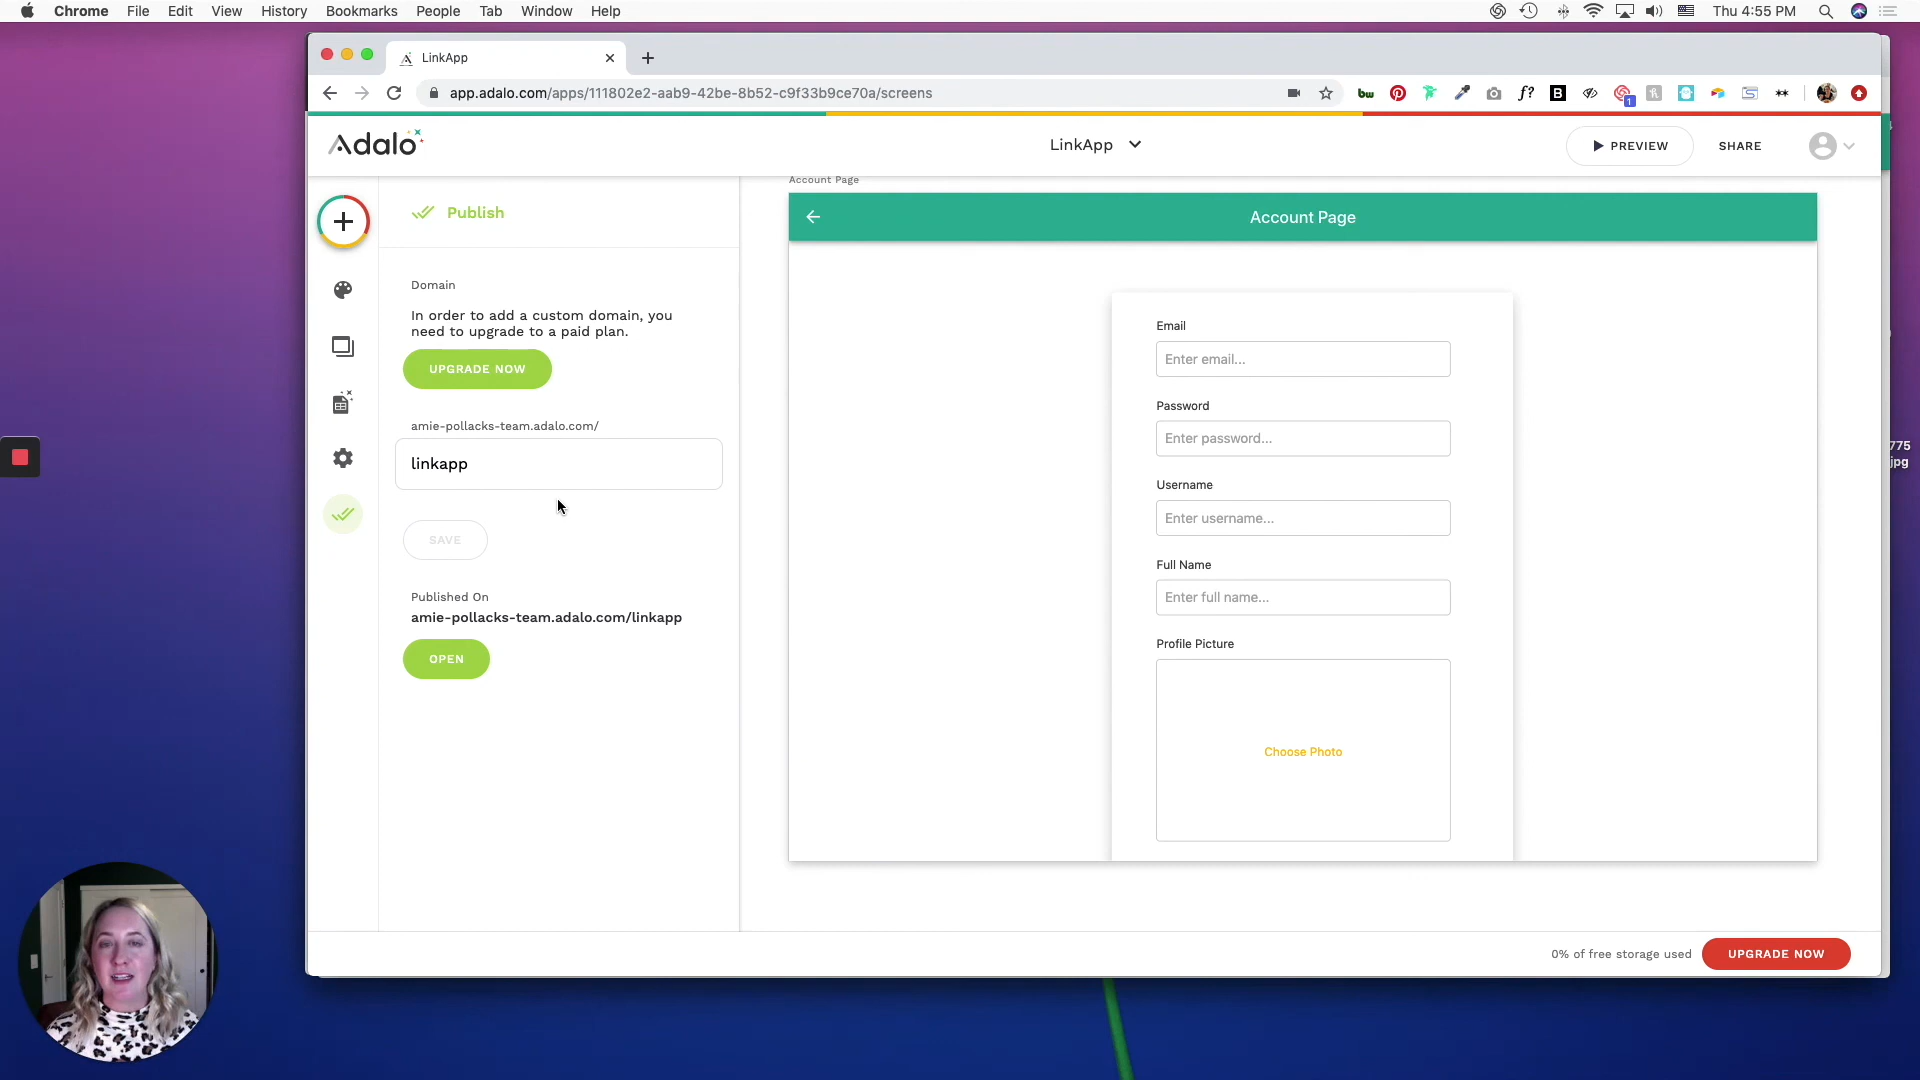 Chrome File Edit View History Bookmarks People Tab Window Help
Thu 4:55 PM
LinkApp
app.adalo.com/apps/111802e2-aab9-42be-8b52-c9f33b9ce70a/screens
bw
f?
B
1
Adalo
LinkApp
PREVIEW
SHARE
Publish
Domain
In order to add a custom domain, you
need to upgrade to a paid plan.
UPGRADE NOW
amie-pollacks-team.adalo.com/
linkapp
SAVE
Published On
amie-pollacks-team.adalo.com/linkapp
OPEN
Account Page
Account Page
Email
Enter email...
Password
Enter password...
Username
Enter username...
Full Name
Enter full name...
Profile Picture
Choose Photo
775
jpg
0% of free storage used
UPGRADE NOW